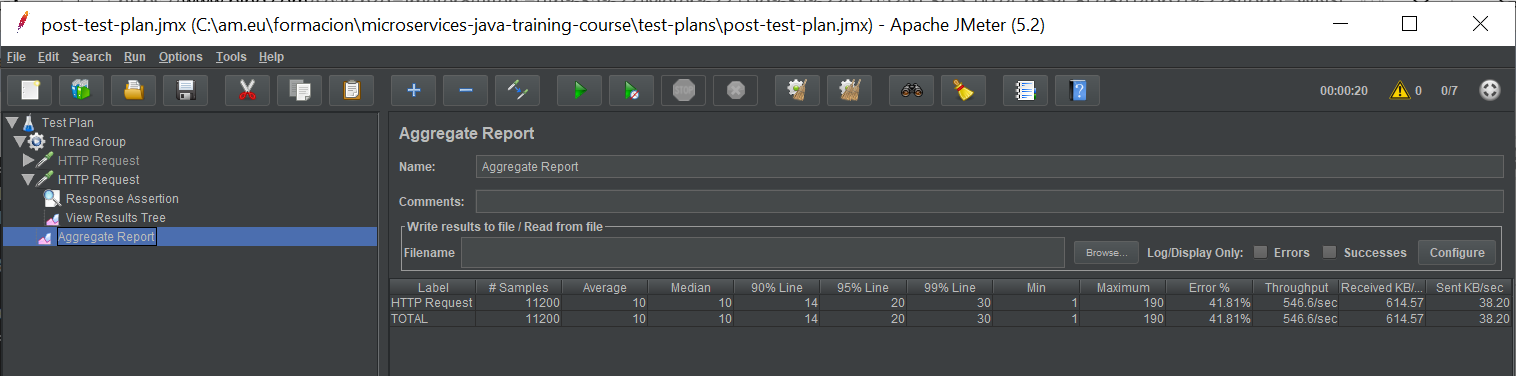 post-test-plan.jmx (C:\am.eu\formacion\microservices-java-training-course\test-plans\post-test-plan.jmx) - Apache JMeter (5.2)
File Edit Search Run Options Tools Help
STOP 00:00:20 0 0/7
Test Plan
Thread Group
HTTP Request
HTTP Request
Response Assertion
View Results Tree
Aggregate Report
Aggregate Report
Name: Aggregate Report
Comments:
Write results to file / Read from file
Filename Browse... Log/Display Only: Errors Successes Configure
Label # Samples Average Median 90% Line 95% Line 99% Line Min Maximum Error % Throughput Received KB/... Sent KB/sec
HTTP Request 11200 10 10 14 20 30 1 190 41.81% 546.6/sec 614.57 38.20
TOTAL 11200 10 10 14 20 30 1 190 41.81% 546.6/sec 614.57 38.20